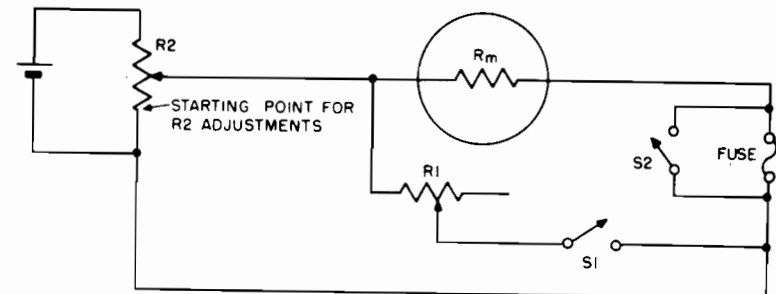 R2
Rm
STARTING POINT FOR
R2 ADJUSTMENTS
R1
S2
FUSE
S1